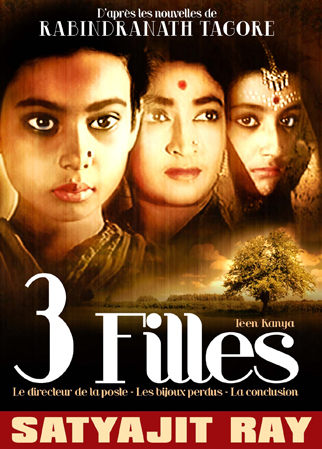 D'après les nouvelles de
RABINDRANATH TAGORE
3 Filles
Teen Kanya
Le directeur de la poste - Les bijoux perdus - La conclusion
SATYAJIT RAY